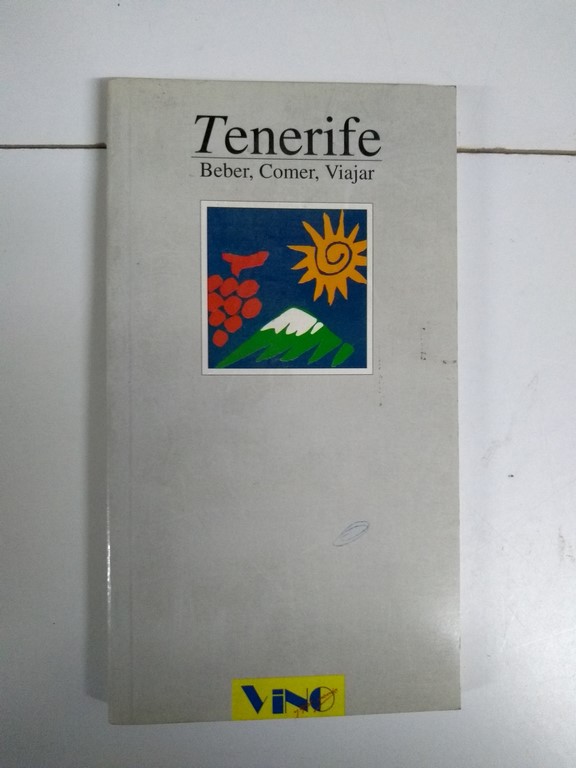 Tenerife
Beber, Comer, Viajar
ViNO